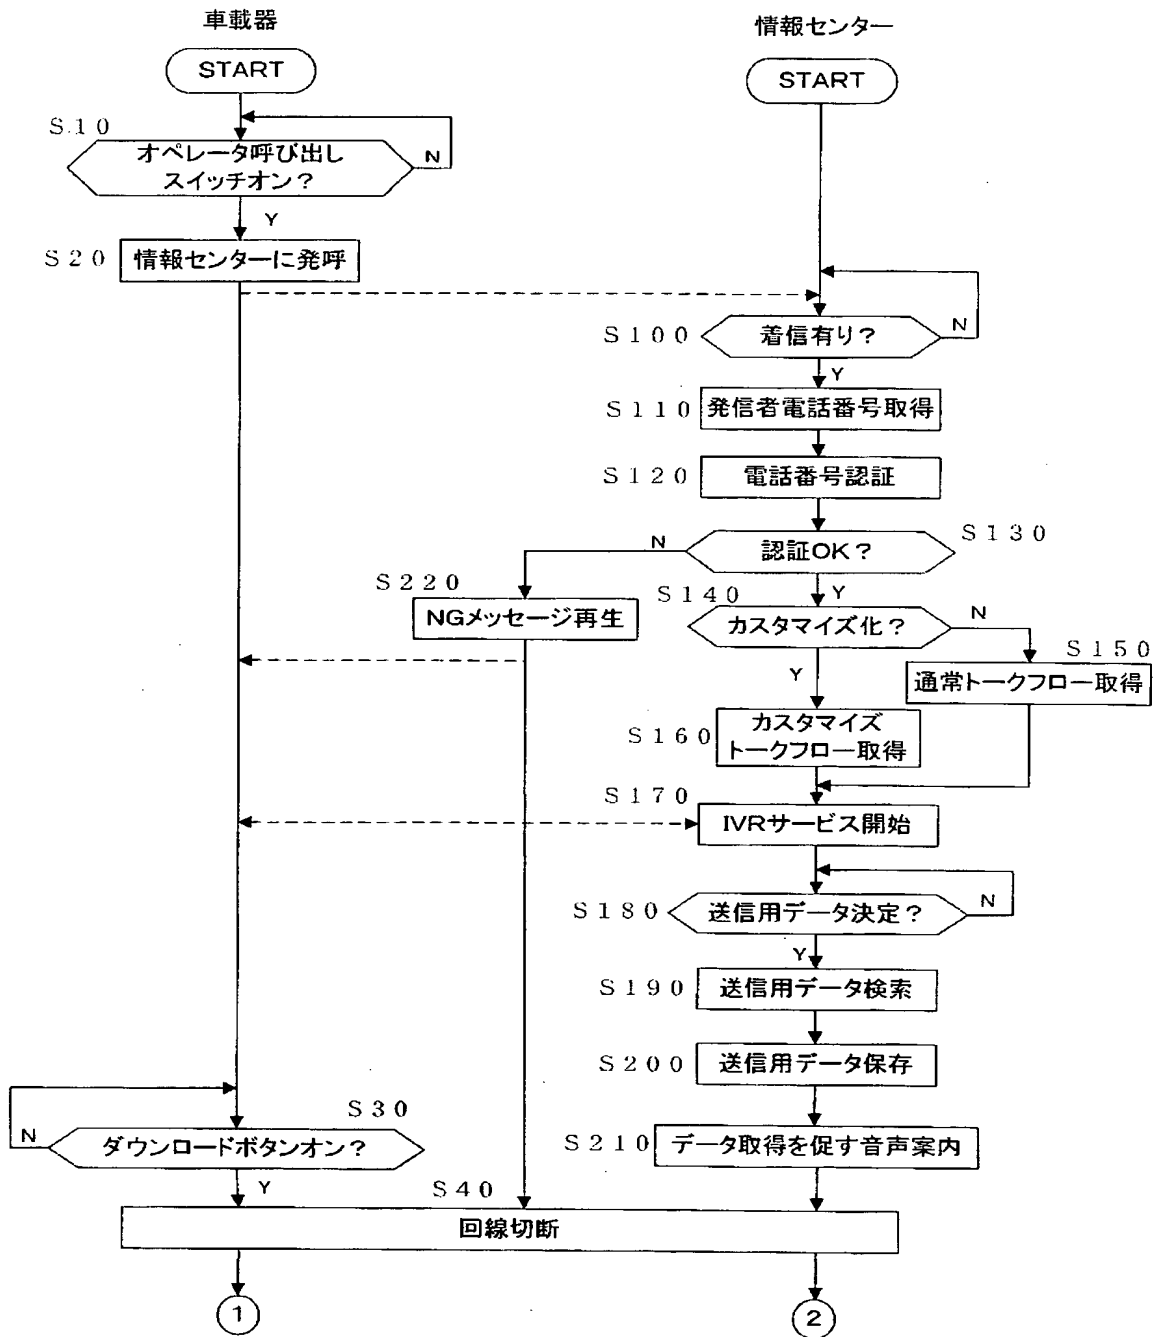 車載器
情報センター
START
START
S10
オペレータ呼び出し
スイッチオン？
N
Y
S20
情報センターに発呼
S100
着信有り？
N
Y
S110
発信者電話番号取得
S120
電話番号認証
S130
認証OK？
N
Y
S220
NGメッセージ再生
S140
カスタマイズ化？
N
Y
S150
通常トークフロー取得
S160
カスタマイズ
トークフロー取得
S170
IVRサービス開始
S180
送信用データ決定？
N
Y
S190
送信用データ検索
S200
送信用データ保存
S30
ダウンロードボタンオン？
N
Y
S210
データ取得を促す音声案内
S40
回線切断
1
2